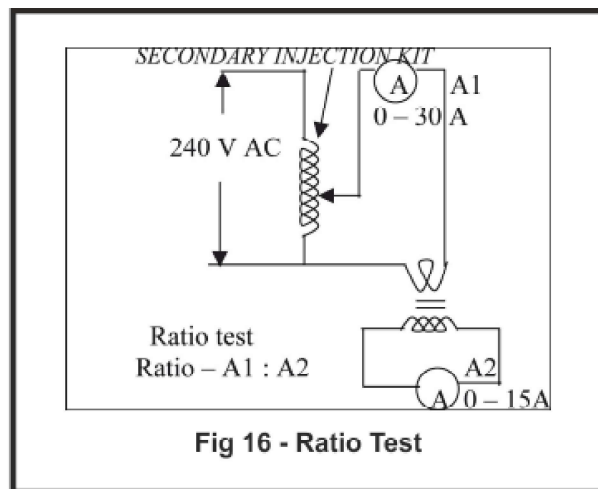 SECONDARY INJECTION KIT
A A1
0 – 30 A
240 V AC
Ratio test
Ratio – A1 : A2
A2
A 0 – 15A
Fig 16 - Ratio Test